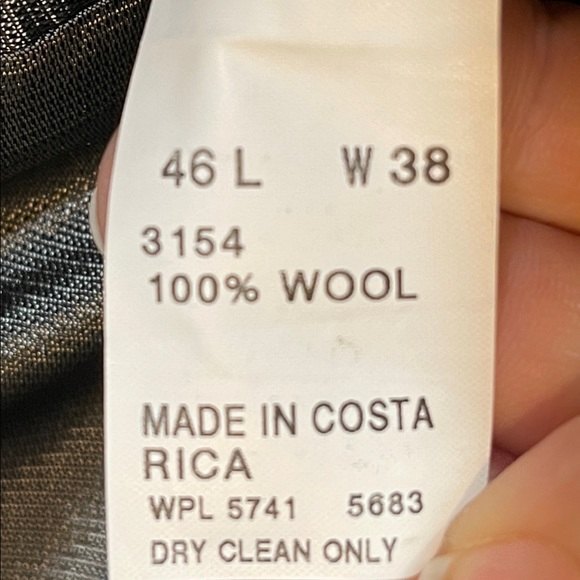 46 L W 38
3154
100% WOOL
MADE IN COSTA
RICA
WPL 5741 5683
DRY CLEAN ONLY